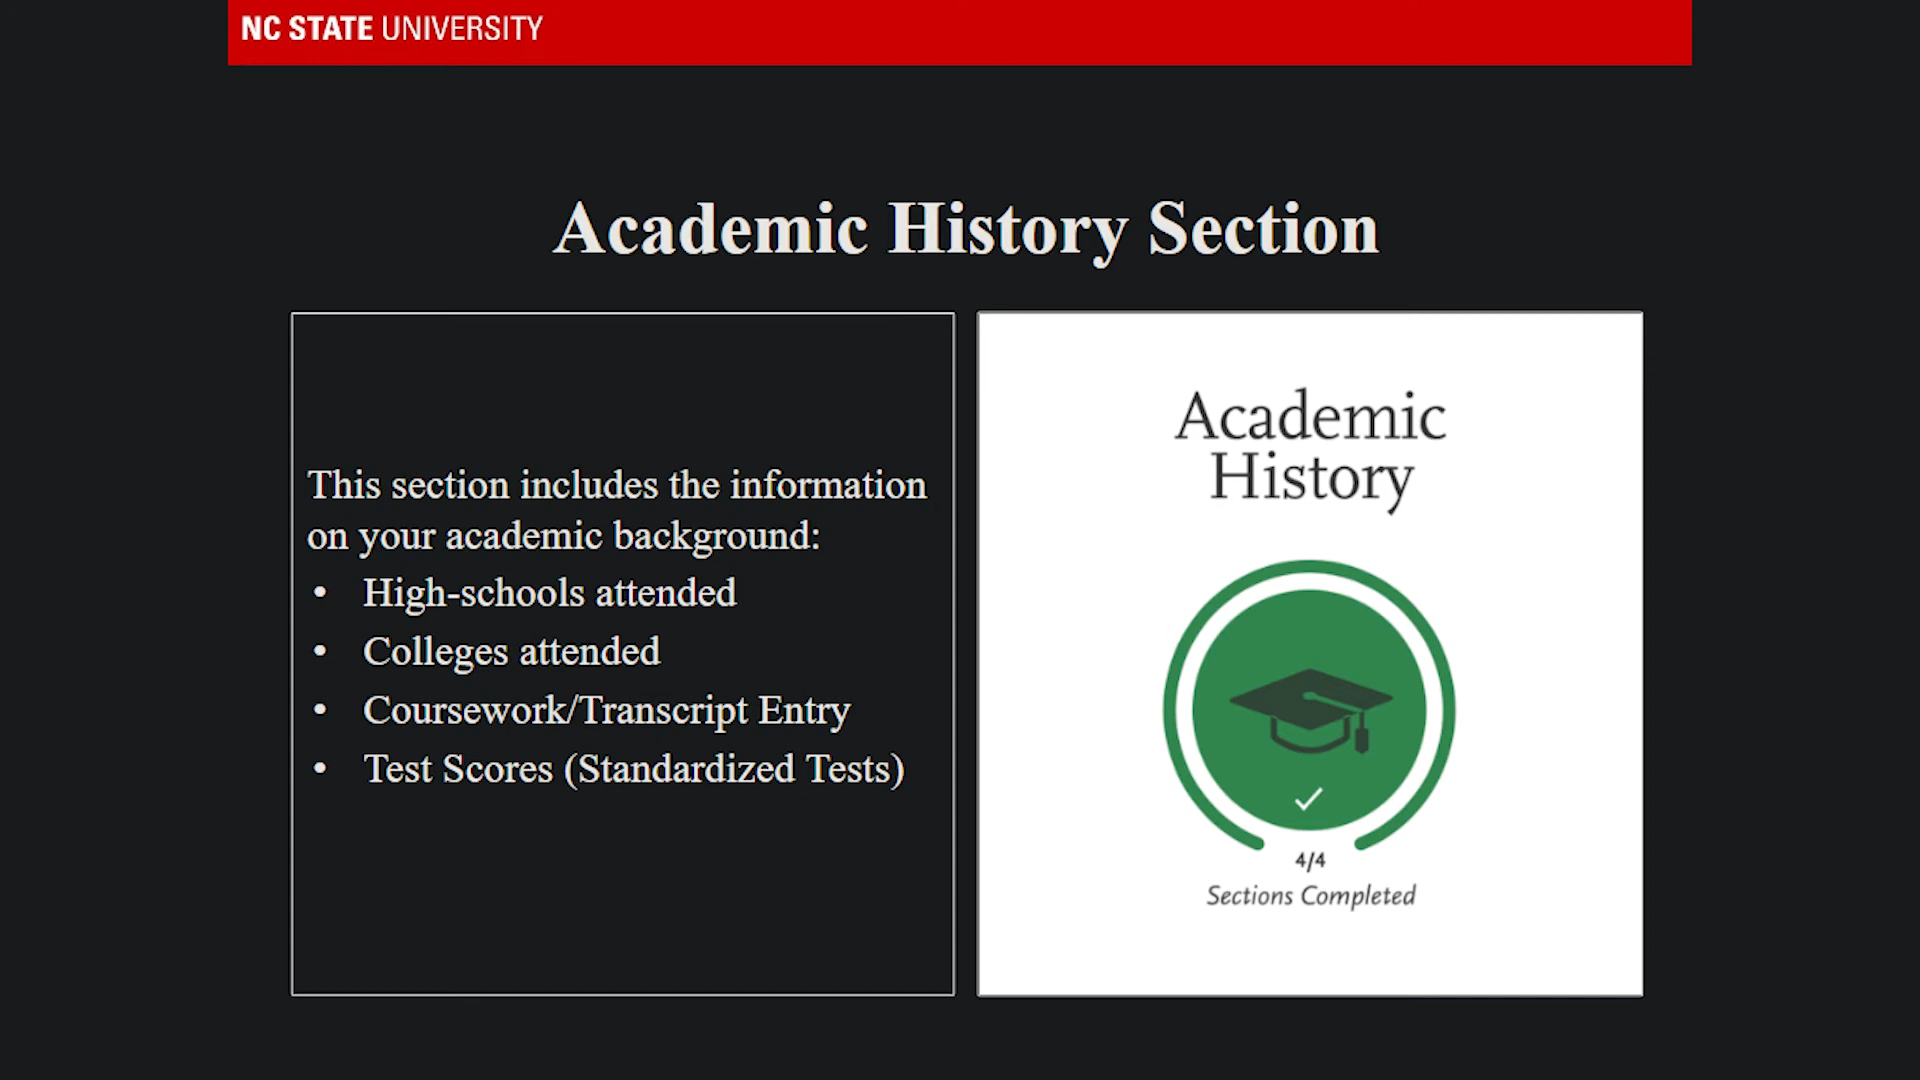 NC STATE UNIVERSITY
Academic History Section
This section includes the information
on your academic background:
• High-schools attended
• Colleges attended
• Coursework/Transcript Entry
• Test Scores (Standardized Tests)
Academic
History
4/4
Sections Completed